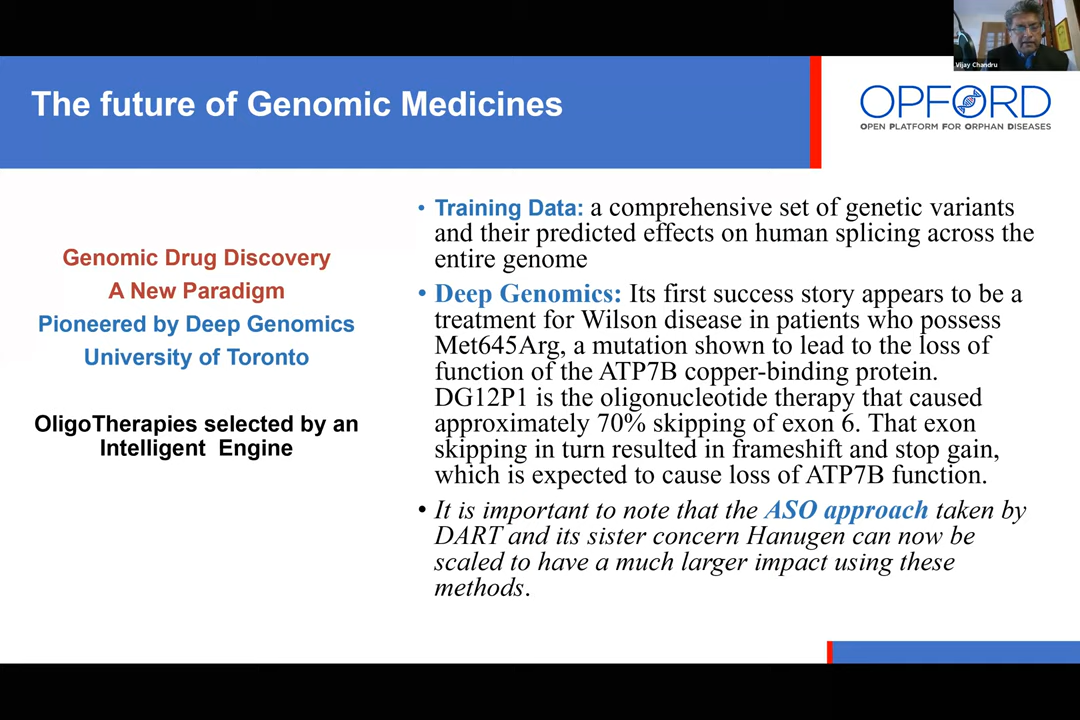 Vijay Chandru
The future of Genomic Medicines
OPFORD
OPEN PLATFORM FOR ORPHAN DISEASES
Genomic Drug Discovery
A New Paradigm
Pioneered by Deep Genomics
University of Toronto
OligoTherapies selected by an
Intelligent Engine
• Training Data: a comprehensive set of genetic variants
and their predicted effects on human splicing across the
entire genome
• Deep Genomics: Its first success story appears to be a
treatment for Wilson disease in patients who possess
Met645Arg, a mutation shown to lead to the loss of
function of the ATP7B copper-binding protein.
DG12P1 is the oligonucleotide therapy that caused
approximately 70% skipping of exon 6. That exon
skipping in turn resulted in frameshift and stop gain,
which is expected to cause loss of ATP7B function.
• It is important to note that the ASO approach taken by
DART and its sister concern Hanugen can now be
scaled to have a much larger impact using these
methods.